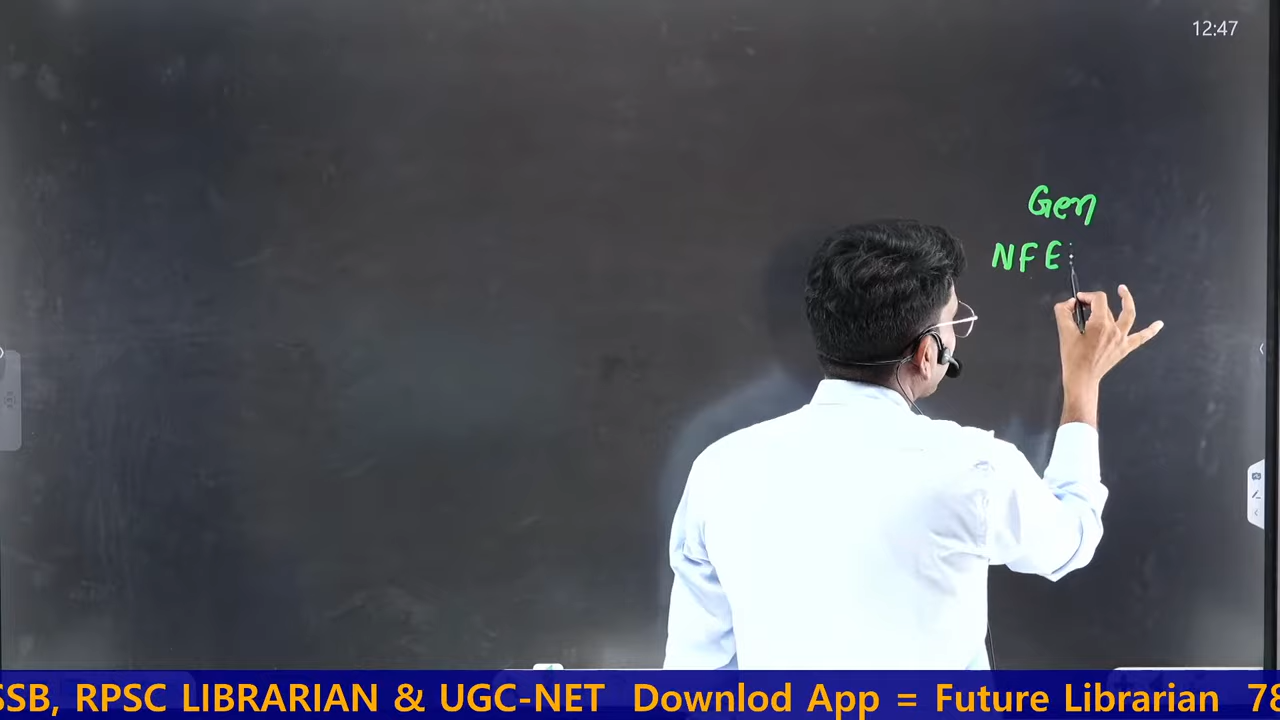 12:47
Gen
NFE
SSB, RPSC LIBRARIAN & UGC-NET Downlod App = Future Librarian 78